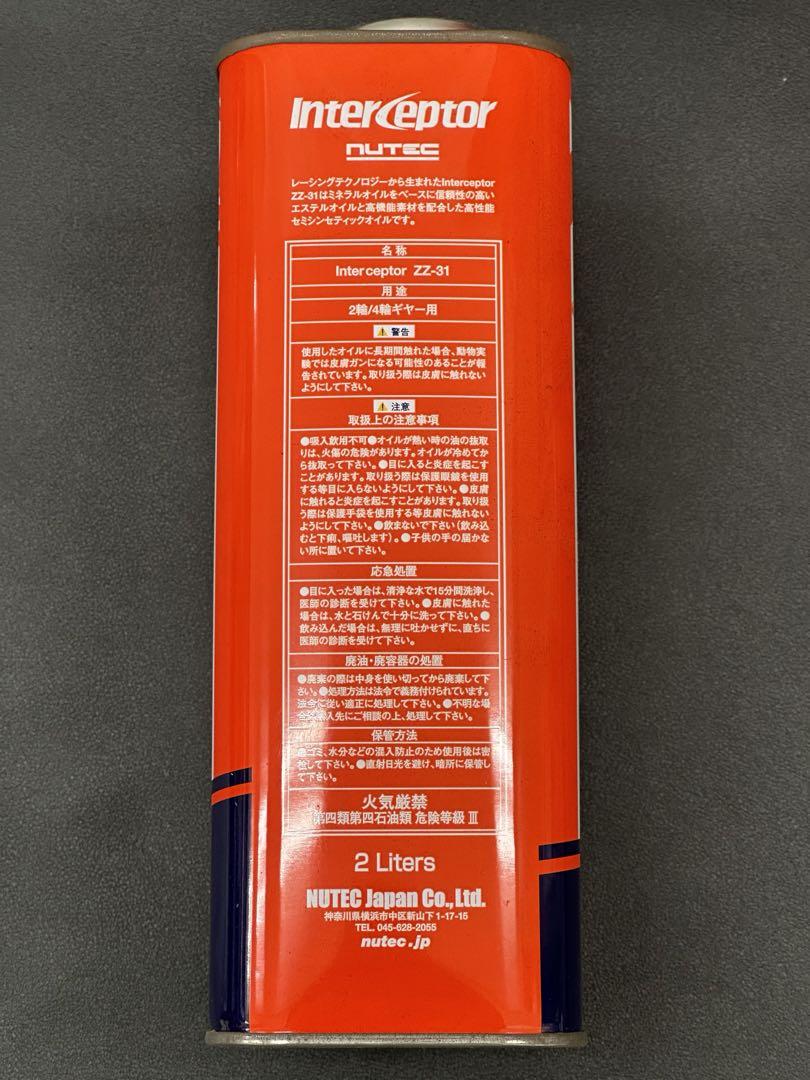 Interceptor
NUTEC
レーシングテクノロジーから生まれたInterceptor
ZZ-31はミネラルオイルをベースに信頼性の高い
エステルオイルと高機能素材を配合した高性能
セミシンセティックオイルです。
名称
Interceptor ZZ-31
用途
2輪/4輪ギヤー用
警告
使用したオイルに長期間触れた場合、動物実
験では皮膚ガンになる可能性のあることが報
告されています。取り扱う際は皮膚に触れない
ようにして下さい。
注意
取扱上の注意事項
●吸入飲用不可●オイルが熱い時の油の抜取
りは、火傷の危険があります。オイルが冷めてか
ら抜取って下さい。●目に入ると炎症を起こす
ことがあります。取り扱う際は保護眼鏡を使用
する等目に入らないようにして下さい。●皮膚
に触れると炎症を起こすことがあります。取り扱
う際は保護手袋を使用する等皮膚に触れない
ようにして下さい。●飲まないで下さい(飲み込
むと下痢、嘔吐します)。●子供の手の届かな
い所に置いて下さい。
応急処置
●目に入った場合は、清浄な水で15分間洗浄し、
医師の診断を受けて下さい。●皮膚に触れた
場合は、水と石けんで十分に洗って下さい。●
飲み込んだ場合は、無理に吐かせずに、直ちに
医師の診断を受けて下さい。
廃油・廃容器の処置
●廃棄の際は中身を使い切ってから廃棄して下
さい。●処理方法は法令で義務付けられています。
法令に従い適正に処理して下さい。●不明な場
合は購入先にご相談の上、処理して下さい。
保管方法
●ゴミ、水分などの混入防止のため使用後は密
栓して下さい。●直射日光を避け、暗所に保管し
て下さい。
火気厳禁
第四類第四石油類 危険等級 Ⅲ
2 Liters
NUTEC Japan Co.,Ltd.
神奈川県横浜市中区新山下1-17-15
TEL. 045-628-2055
nutec.jp